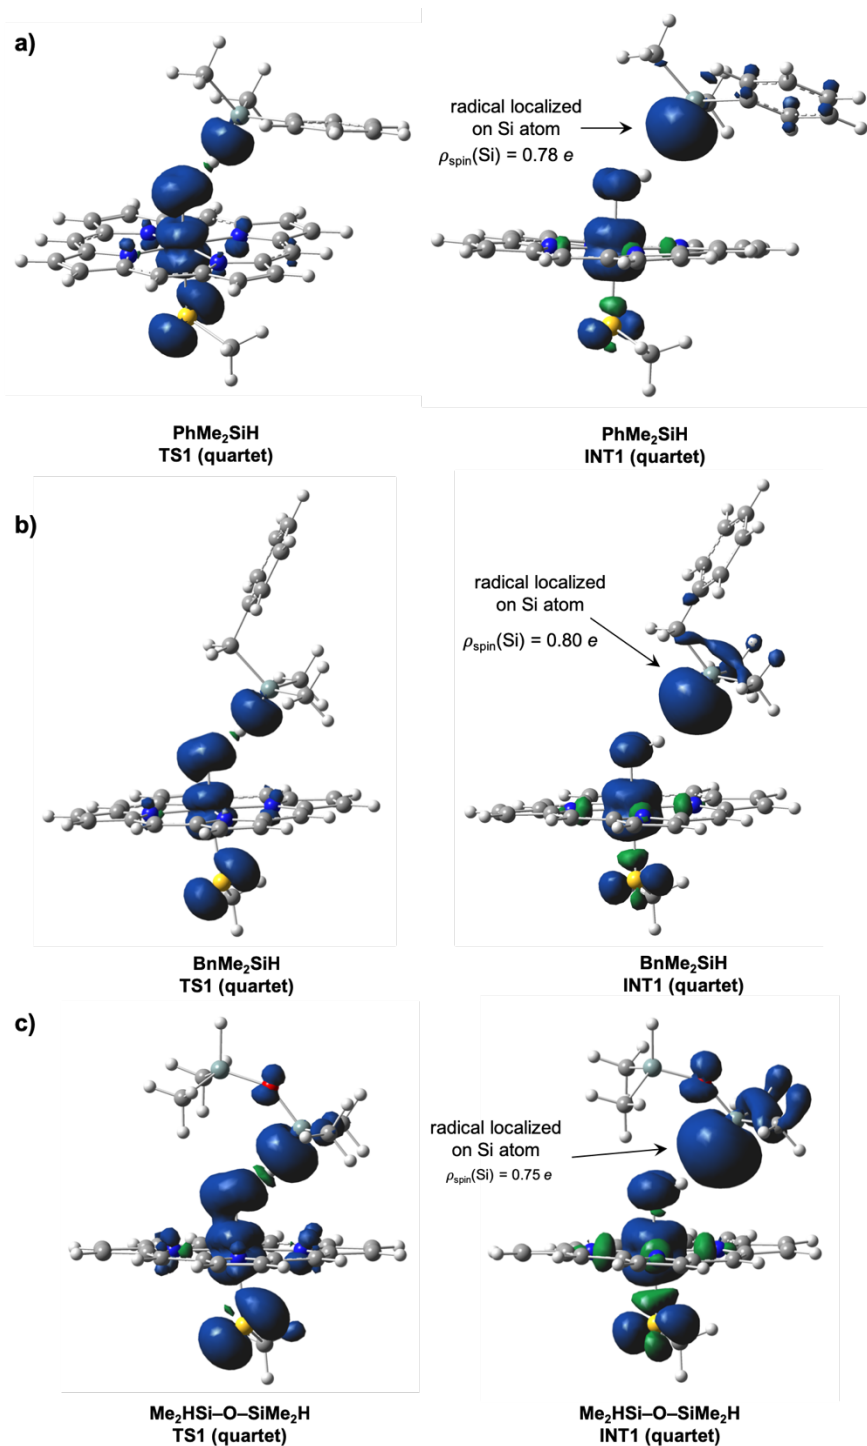 a)
radical localized
on Si atom
ρspin(Si) = 0.78 e
PhMe₂SiH
TS1 (quartet)
PhMe₂SiH
INT1 (quartet)
b)
radical localized
on Si atom
ρspin(Si) = 0.80 e
BnMe₂SiH
TS1 (quartet)
BnMe₂SiH
INT1 (quartet)
c)
radical localized
on Si atom
ρspin(Si) = 0.75 e
Me₂HSi–O–SiMe₂H
TS1 (quartet)
Me₂HSi–O–SiMe₂H
INT1 (quartet)